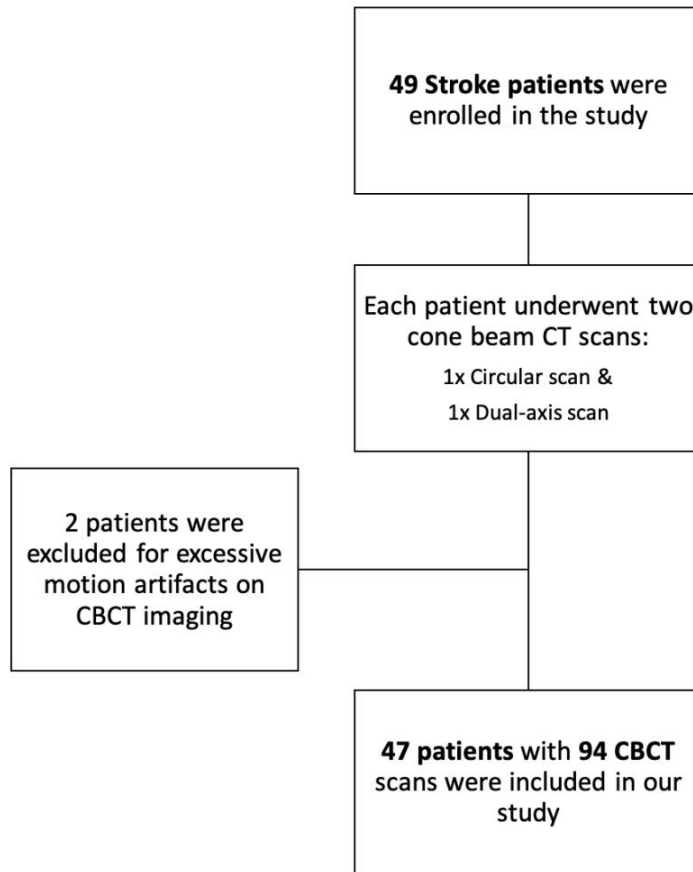 49 Stroke patients were
enrolled in the study
Each patient underwent two
cone beam CT scans:
1x Circular scan &
1x Dual-axis scan
2 patients were
excluded for excessive
motion artifacts on
CBCT imaging
47 patients with 94 CBCT
scans were included in our
study